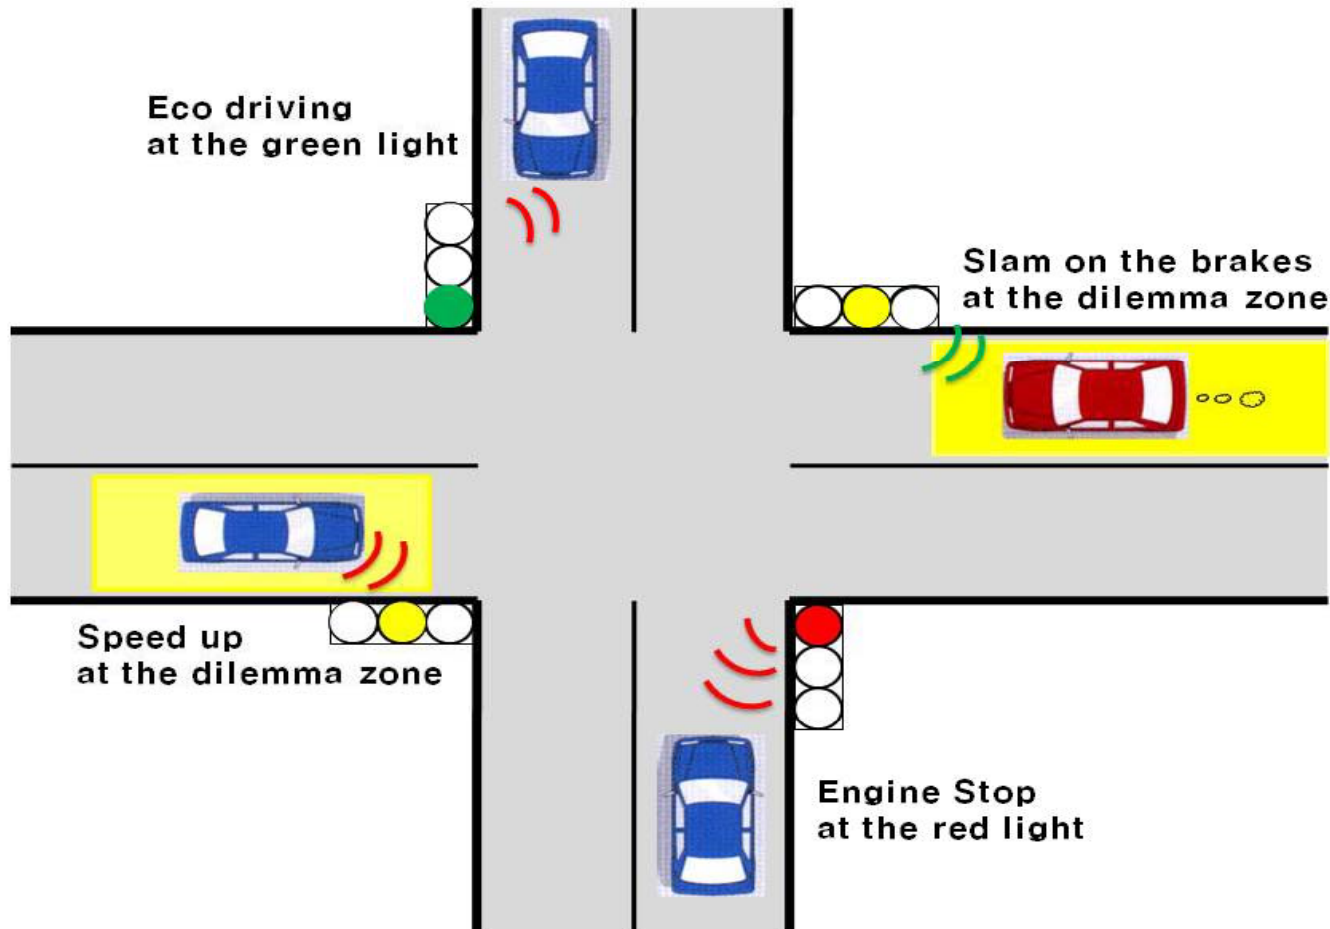 Eco driving
at the green light
Slam on the brakes
at the dilemma zone
Speed up
at the dilemma zone
Engine Stop
at the red light